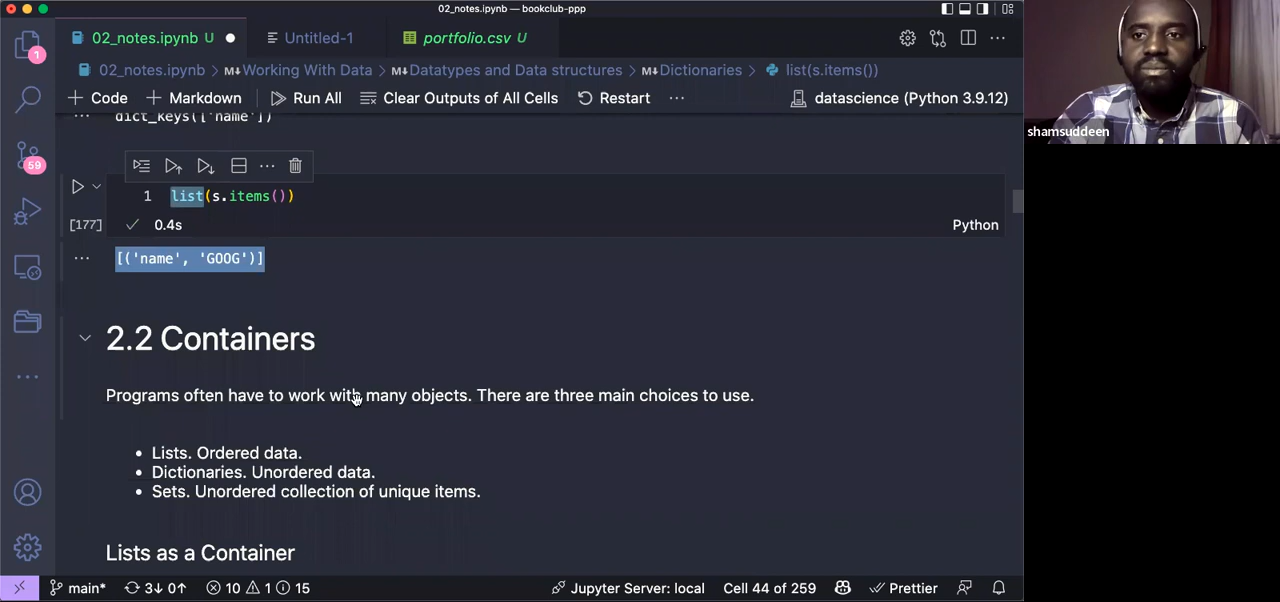 02_notes.ipynb — bookclub-ppp
02_notes.ipynb U
Untitled-1
portfolio.csv U
02_notes.ipynb > M↓Working With Data > M↓Datatypes and Data structures > M↓Dictionaries > list(s.items())
+ Code + Markdown Run All Clear Outputs of All Cells Restart ··· datascience (Python 3.9.12)
dict_keys(['name'])
1 list(s.items())
[177] 0.4s Python
[('name', 'GOOG')]
2.2 Containers
Programs often have to work with many objects. There are three main choices to use.
• Lists. Ordered data.
• Dictionaries. Unordered data.
• Sets. Unordered collection of unique items.
Lists as a Container
main* 3↓ 0↑ 10 1 15 Jupyter Server: local Cell 44 of 259 Prettier
1
59
shamsuddeen